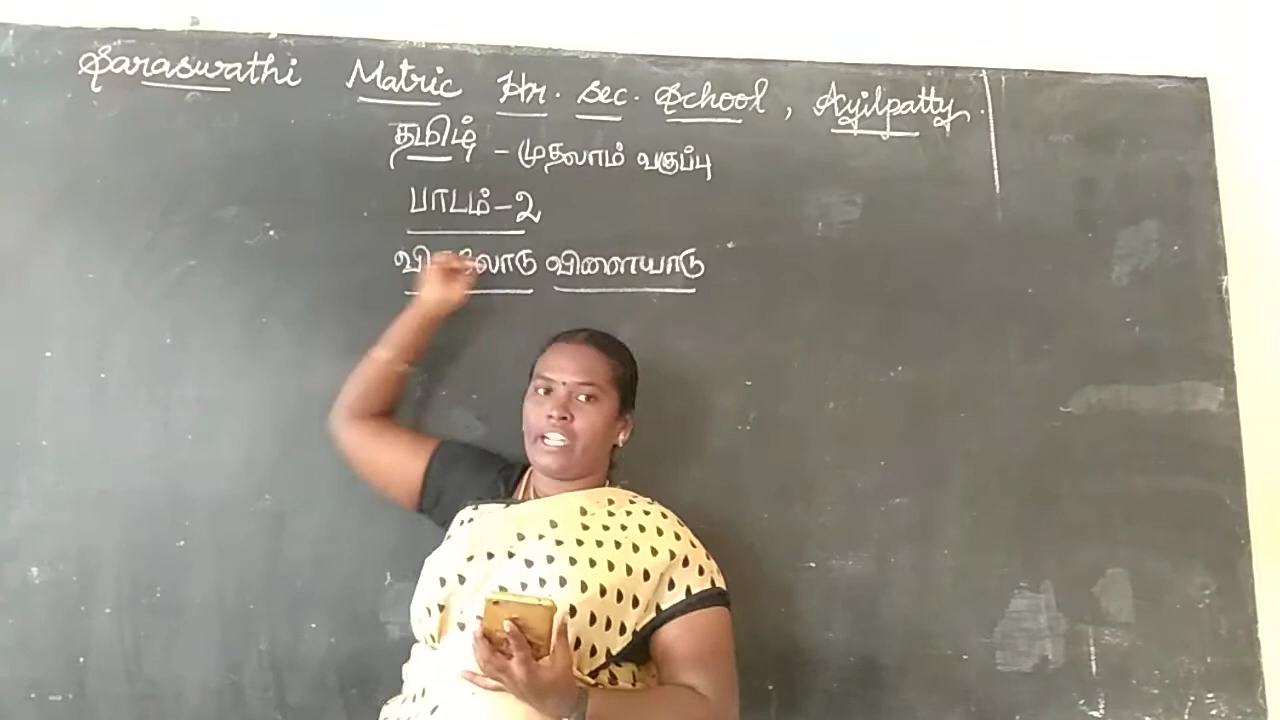 Saraswathi Matric Hr. Sec. School, Ayilpatty.
தமிழ் - முதலாம் வகுப்பு
பாடம்-2
விளையாடு